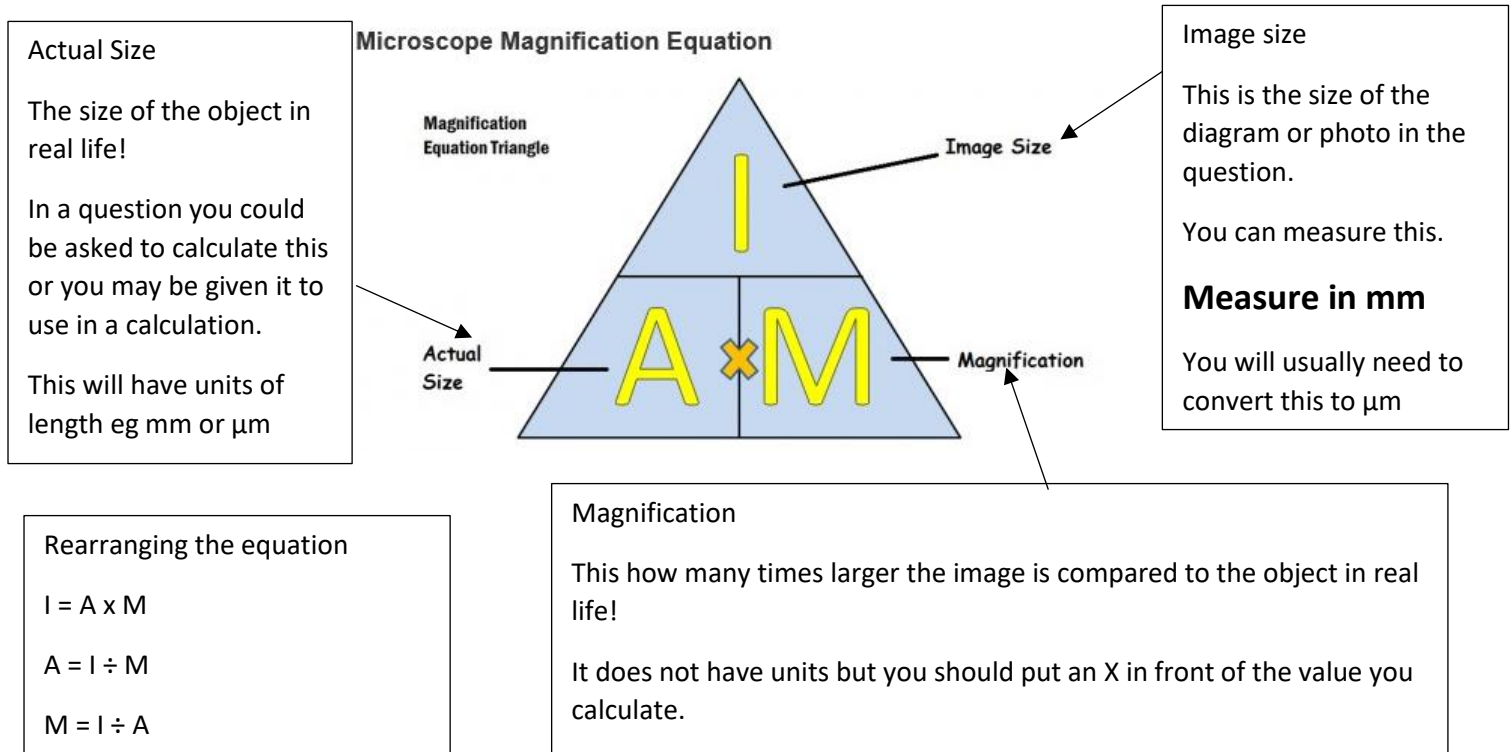 Actual Size
The size of the object in
real life!
In a question you could
be asked to calculate this
or you may be given it to
use in a calculation.
This will have units of
length eg mm or µm
Microscope Magnification Equation
Magnification
Equation Triangle
I
A × M
Image Size
Actual
Size
Magnification
Image size
This is the size of the
diagram or photo in the
question.
You can measure this.
Measure in mm
You will usually need to
convert this to µm
Rearranging the equation
I = A x M
A = I ÷ M
M = I ÷ A
Magnification
This how many times larger the image is compared to the object in real
life!
It does not have units but you should put an X in front of the value you
calculate.